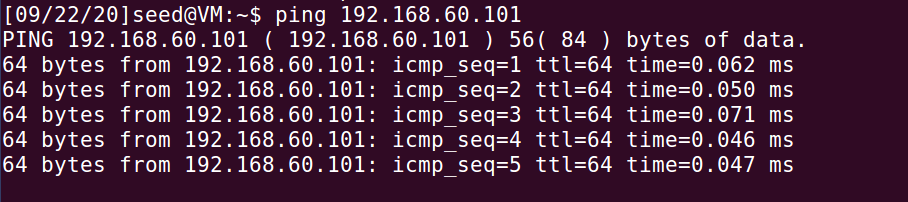 [09/22/20]seed@VM:~$ ping 192.168.60.101
PING 192.168.60.101 ( 192.168.60.101 ) 56( 84 ) bytes of data.
64 bytes from 192.168.60.101: icmp_seq=1 ttl=64 time=0.062 ms
64 bytes from 192.168.60.101: icmp_seq=2 ttl=64 time=0.050 ms
64 bytes from 192.168.60.101: icmp_seq=3 ttl=64 time=0.071 ms
64 bytes from 192.168.60.101: icmp_seq=4 ttl=64 time=0.046 ms
64 bytes from 192.168.60.101: icmp_seq=5 ttl=64 time=0.047 ms